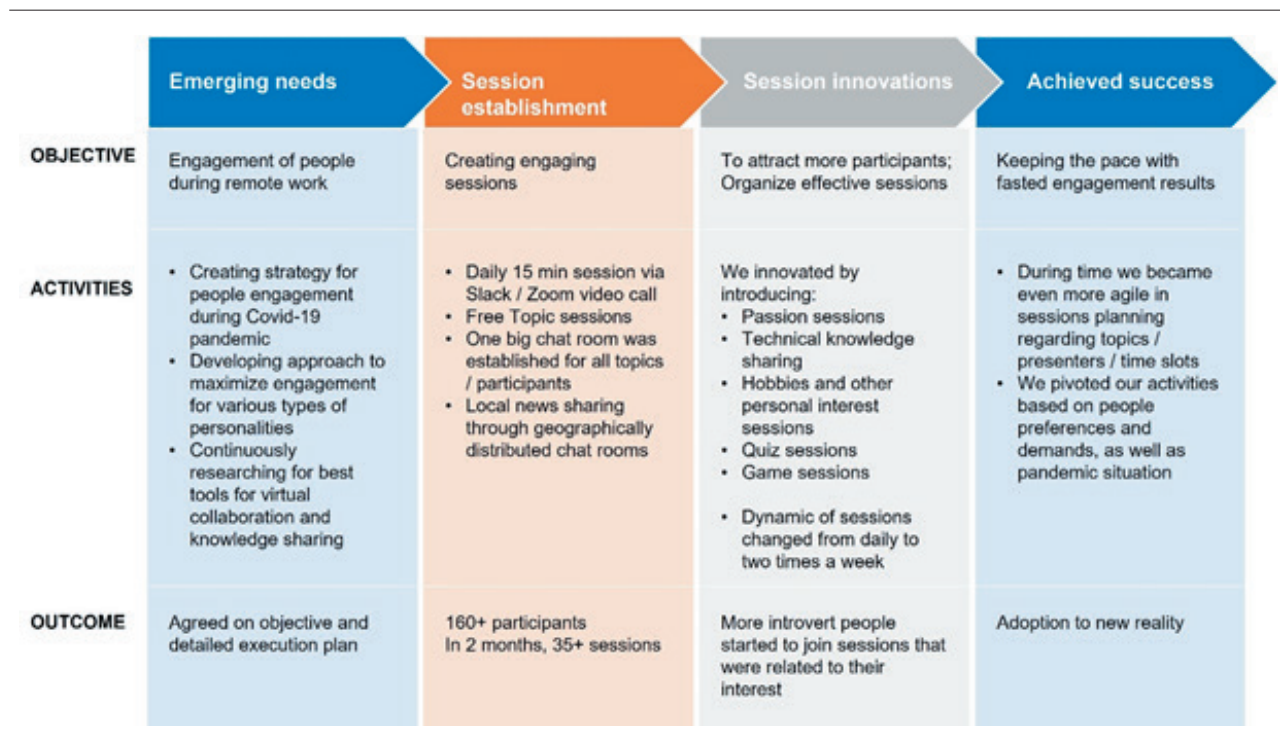 Emerging needs
Session
establishment
Session innovations
Achieved success
OBJECTIVE
Engagement of people
during remote work
Creating engaging
sessions
To attract more participants;
Organize effective sessions
Keeping the pace with
fasted engagement results
ACTIVITIES
• Creating strategy for
people engagement
during Covid-19
pandemic
• Developing approach to
maximize engagement
for various types of
personalities
• Continuously
researching for best
tools for virtual
collaboration and
knowledge sharing
• Daily 15 min session via
Slack / Zoom video call
• Free Topic sessions
• One big chat room was
established for all topics
/ participants
• Local news sharing
through geographically
distributed chat rooms
We innovated by
introducing:
• Passion sessions
• Technical knowledge
sharing
• Hobbies and other
personal interest
sessions
• Quiz sessions
• Game sessions
• Dynamic of sessions
changed from daily to
two times a week
• During time we became
even more agile in
sessions planning
regarding topics /
presenters / time slots
• We pivoted our activities
based on people
preferences and
demands, as well as
pandemic situation
OUTCOME
Agreed on objective and
detailed execution plan
160+ participants
In 2 months, 35+ sessions
More introvert people
started to join sessions that
were related to their
interest
Adoption to new reality